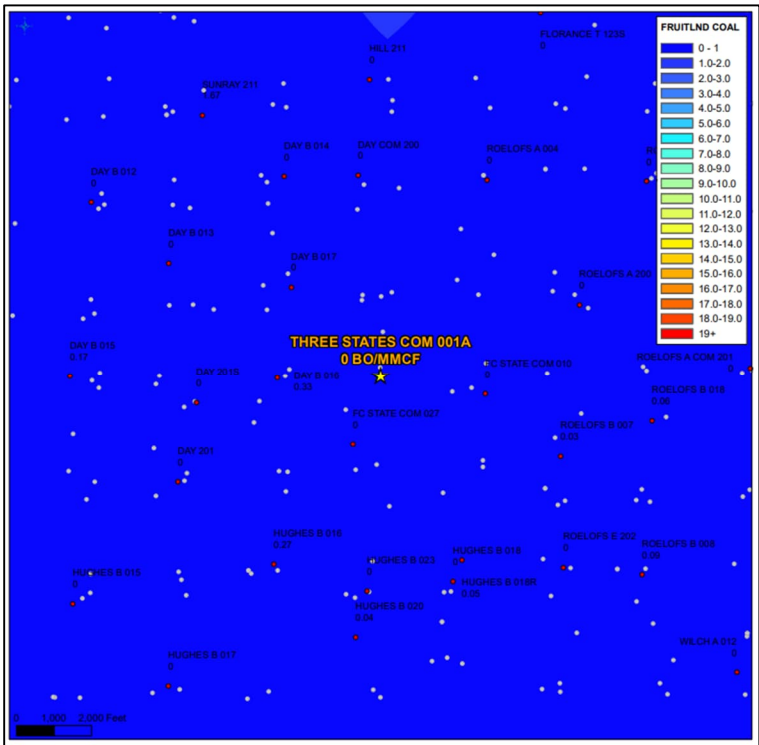 FRUITLND COAL
0 - 1
1.0-2.0
2.0-3.0
3.0-4.0
4.0-5.0
5.0-6.0
6.0-7.0
7.0-8.0
8.0-9.0
9.0-10.0
10.0-11.0
11.0-12.0
12.0-13.0
13.0-14.0
14.0-15.0
15.0-16.0
16.0-17.0
17.0-18.0
18.0-19.0
19+
FLORANCE T 123S
0
HILL 211
0
SUNRAY 211
1.67
DAY B 014
0
DAY COM 200
0
ROELOFS A 004
0
0
DAY B 012
0
DAY B 013
0
DAY B 017
0
ROELOFS A 200
0
THREE STATES COM 001A
0 BO/MMCF
DAY B 015
0.17
DAY 201S
0
DAY B 016
0.33
FC STATE COM 010
0
ROELOFS A COM 201
0
ROELOFS B 016
0.06
FC STATE COM 027
0
ROELOFS B 007
0.03
DAY 201
0
HUGHES B 016
0.27
HUGHES B 023
0
HUGHES B 018
0
ROELOFS E 202
0
ROELOFS B 008
0.09
HUGHES B 015
0
HUGHES B 018R
0.05
HUGHES B 020
0.04
HUGHES B 017
0
WILCH A 013
0
0 1,000 2,000 Feet